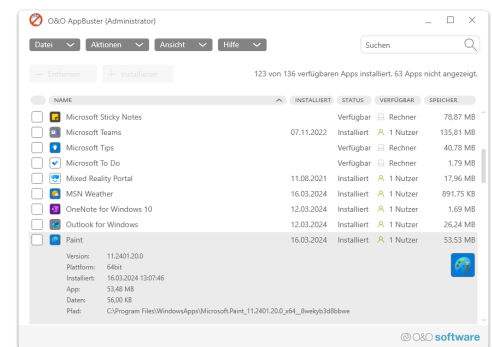 O&O AppBuster (Administrator)
Datei Aktionen Ansicht Hilfe Suchen
Entfernen Installieren 123 von 136 verfügbaren Apps installiert. 63 Apps nicht angezeigt.
NAME INSTALLIERT STATUS VERFÜGBAR SPEICHER
Microsoft Sticky Notes Verfügbar Rechner 78,87 MB
Microsoft Teams 07.11.2022 Installiert 1 Nutzer 135,81 MB
Microsoft Tips Verfügbar Rechner 40,78 MB
Microsoft To Do Verfügbar Rechner 1,79 MB
Mixed Reality Portal 11.08.2021 Installiert 1 Nutzer 17,96 MB
MSN Weather 16.03.2024 Installiert 1 Nutzer 891,75 KB
OneNote for Windows 10 12.03.2024 Installiert 1 Nutzer 1,69 MB
Outlook for Windows 12.03.2024 Installiert 1 Nutzer 26,24 MB
Paint 16.03.2024 Installiert 1 Nutzer 53,53 MB
Version: 11.2401.20.0
Plattform: 64bit
Installiert: 16.03.2024 13:07:46
App: 53,48 MB
Daten: 56,00 KB
Pfad: C:\Program Files\WindowsApps\Microsoft.Paint_11.2401.20.0_x64__8wekyb3d8bbwe
O&O software